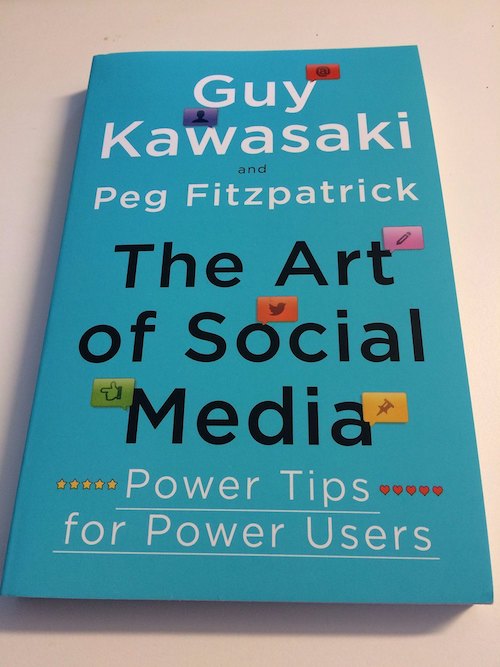 Guy
Kawasaki
and
Peg Fitzpatrick
The Art
of Social
Media
Power Tips
for Power Users